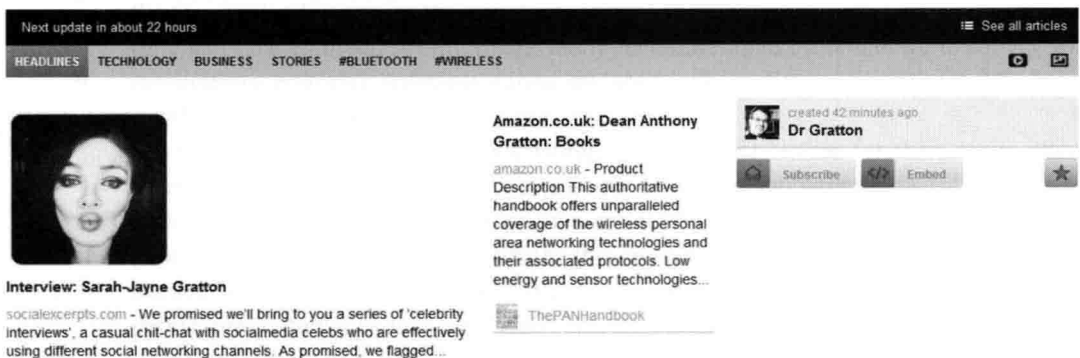 Next update in about 22 hours
See all articles
HEADLINES TECHNOLOGY BUSINESS STORIES #BLUETOOTH #WIRELESS
Interview: Sarah-Jayne Gratton
socialexcerpts.com - We promised we'll bring to you a series of 'celebrity
interviews', a casual chit-chat with socialmedia celebs who are effectively
using different social networking channels. As promised, we flagged...
Amazon.co.uk: Dean Anthony
Gratton: Books
amazon.co.uk - Product
Description This authoritative
handbook offers unparalleled
coverage of the wireless personal
area networking technologies and
their associated protocols. Low
energy and sensor technologies...
ThePANHandbook
created 42 minutes ago
Dr Gratton
Subscribe
</> Embed